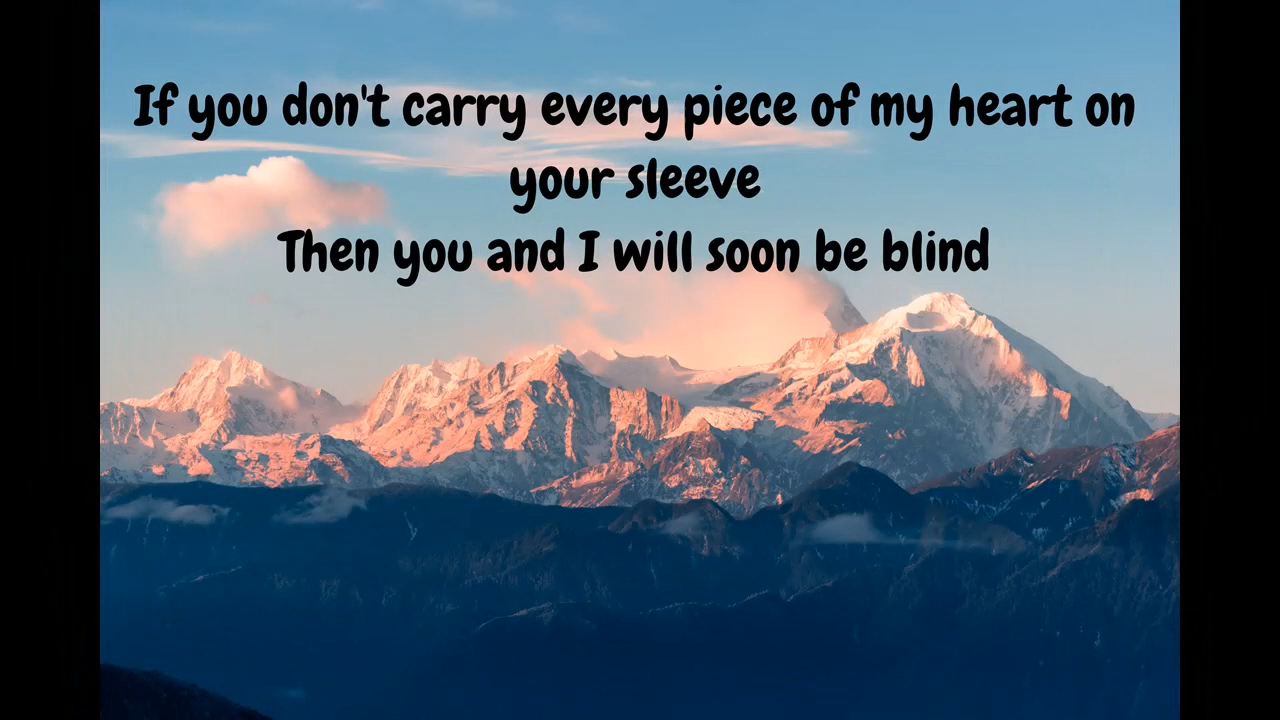 If you don't carry every piece of my heart on
your sleeve
Then you and I will soon be blind